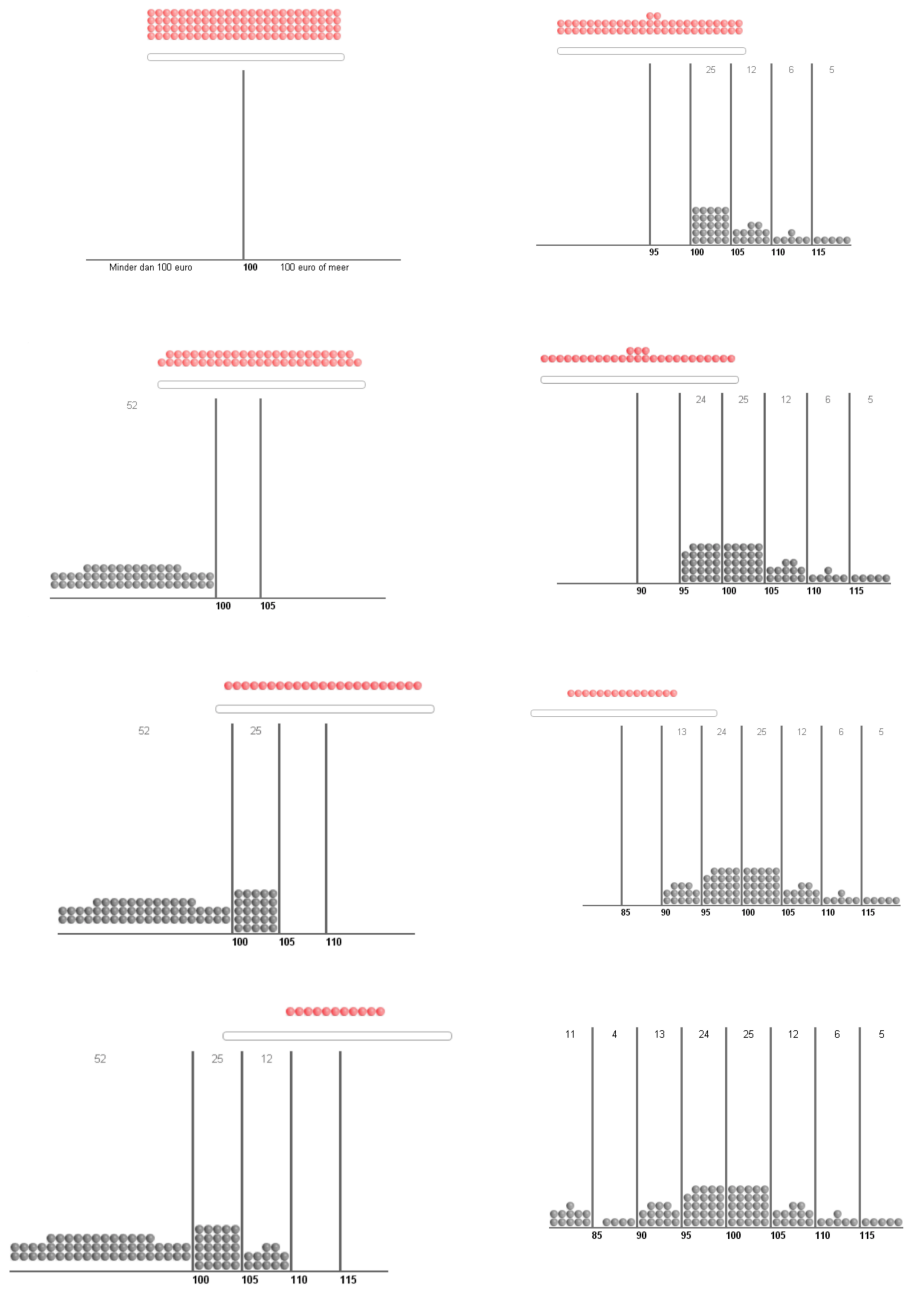 Minder dan 100 euro 100 100 euro of meer
52
100 105
52 25
100 105 110
52 25 12
100 105 110 115
25 12 6 5
95 100 105 110 115
24 25 12 6 5
90 95 100 105 110 115
13 24 25 12 6 5
85 90 95 100 105 110 115
11 4 13 24 25 12 6 5
85 90 95 100 105 110 115